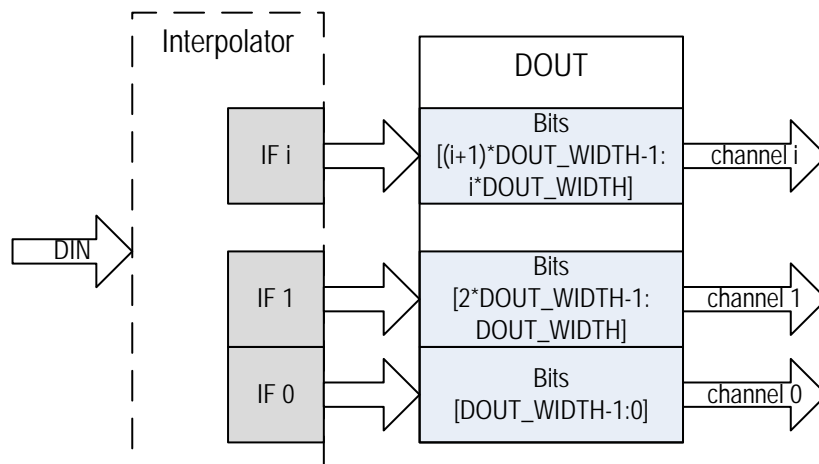 Interpolator
DOUT
IF i
Bits
[(i+1)*DOUT_WIDTH-1:
i*DOUT_WIDTH]
channel i
DIN
IF 1
Bits
[2*DOUT_WIDTH-1:
DOUT_WIDTH]
channel 1
IF 0
Bits
[DOUT_WIDTH-1:0]
channel 0